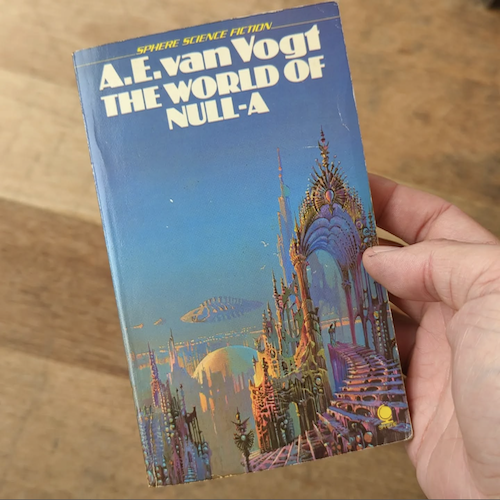 SPHERE SCIENCE FICTION
A.E. van Vogt
THE WORLD OF
NULL-A